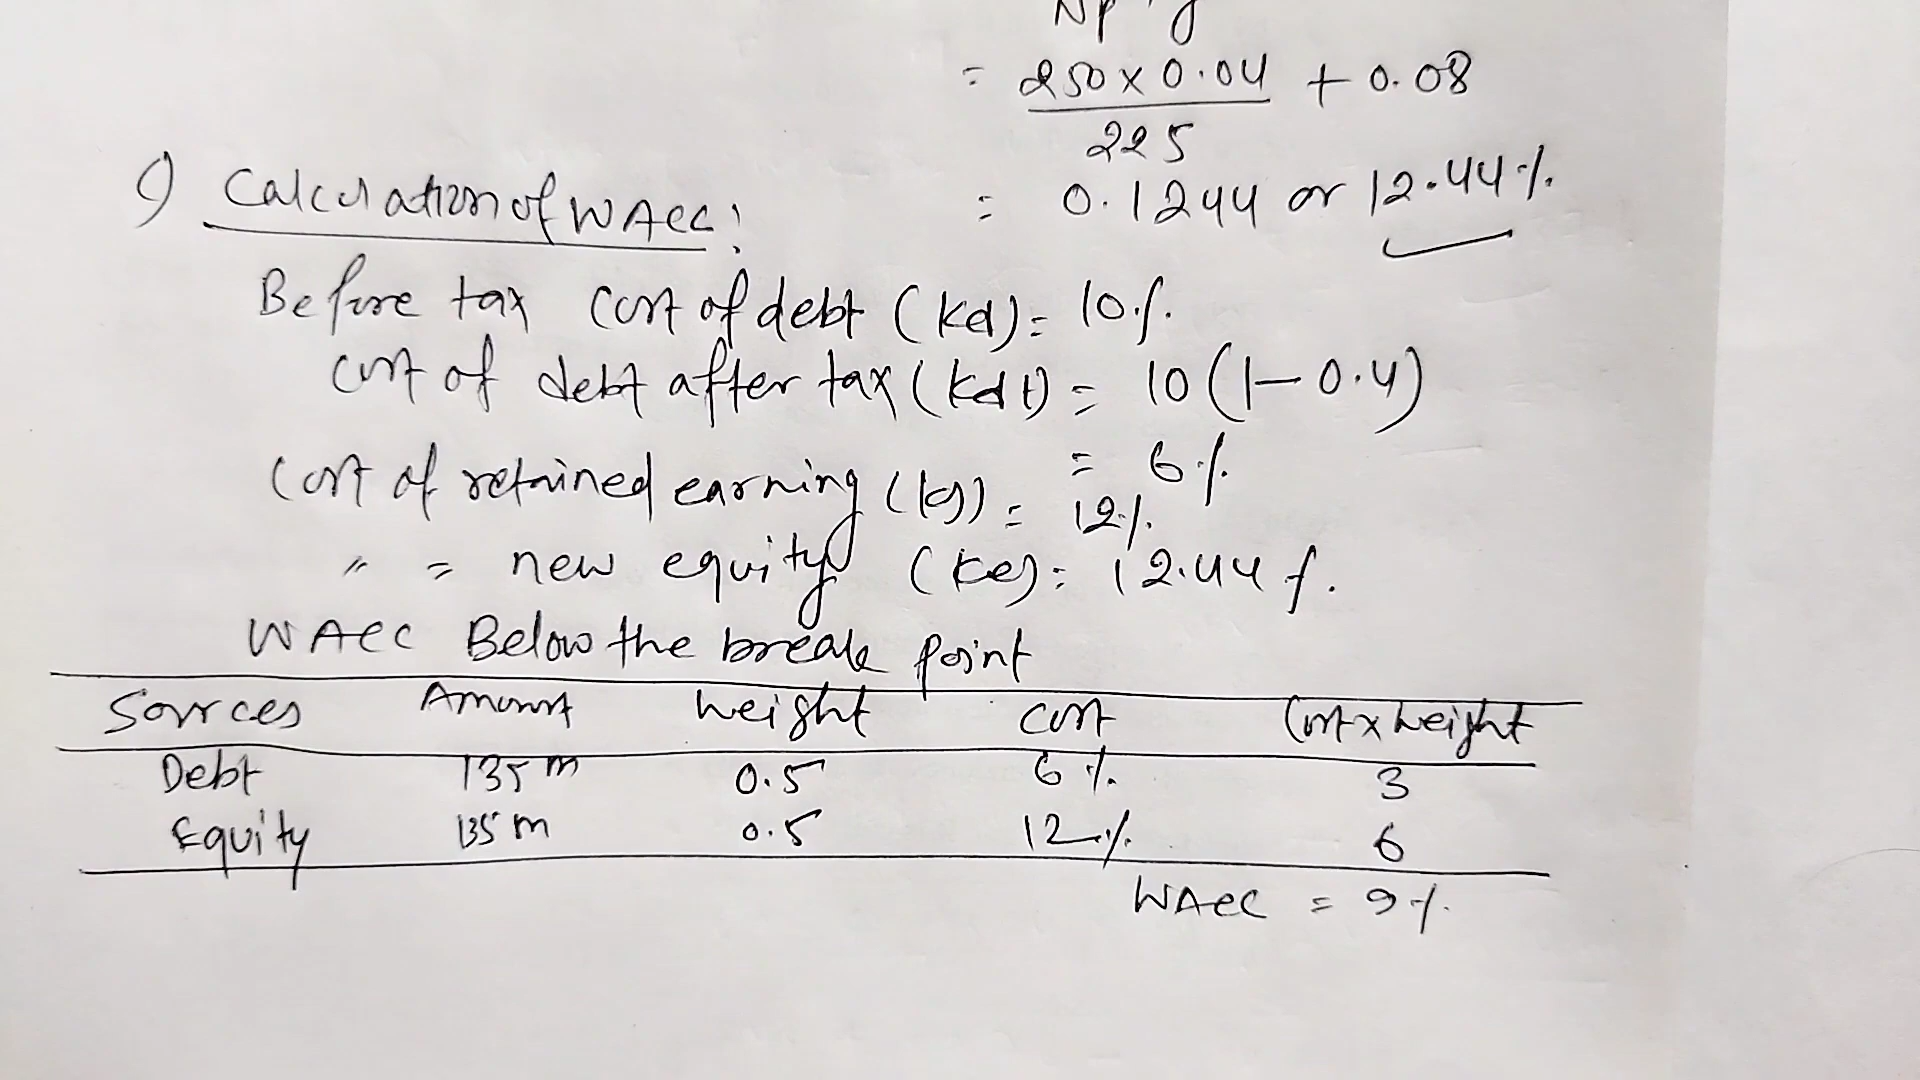 = 250 x 0.04 + 0.08
225
= 0.1244 or 12.44%
c) Calculation of WACC:
Before tax cost of debt (Kd) = 10%
Cost of debt after tax (Kdt) = 10 (1-0.4)
= 6%
Cost of retained earning (Ks) = 12%
" = new equity (Ke) = 12.44%.
WACC Below the break point
Sources Amount Weight Cost Cost x Weight
Debt 135 m 0.5 6% 3
Equity 135 m 0.5 12% 6
WACC = 9%